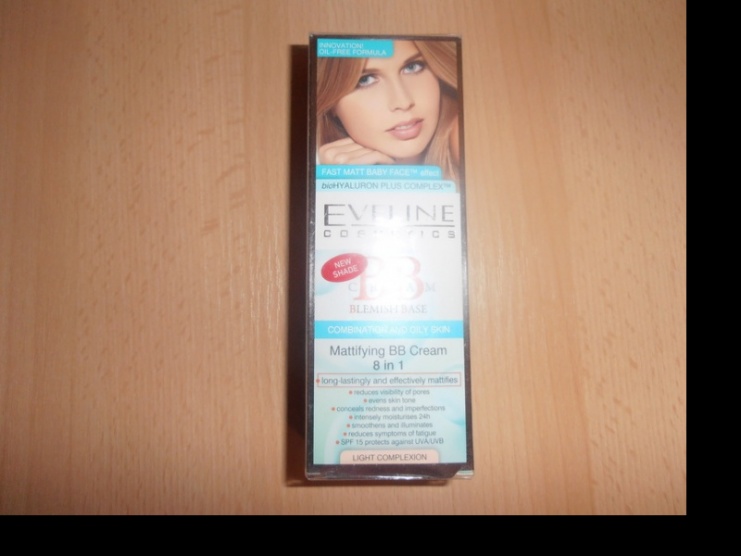 INNOVATION!
OIL-FREE FORMULA
FAST MATT BABY FACE™ effect
bioHYALURON PLUS COMPLEX™
EVELINE
COSMETICS
NEW
SHADE
BB
BLEMISH BASE
COMBINATION and OILY SKIN
Mattifying BB Cream
8 in 1
long-lastingly and effectively mattifies
reduces visibility of pores
evens skin tone
conceals redness and imperfections
intensely moisturises 24h
smoothens and illuminates
reduces symptoms of fatigue
SPF 15 protects against UVA/UVB
LIGHT COMPLEXION